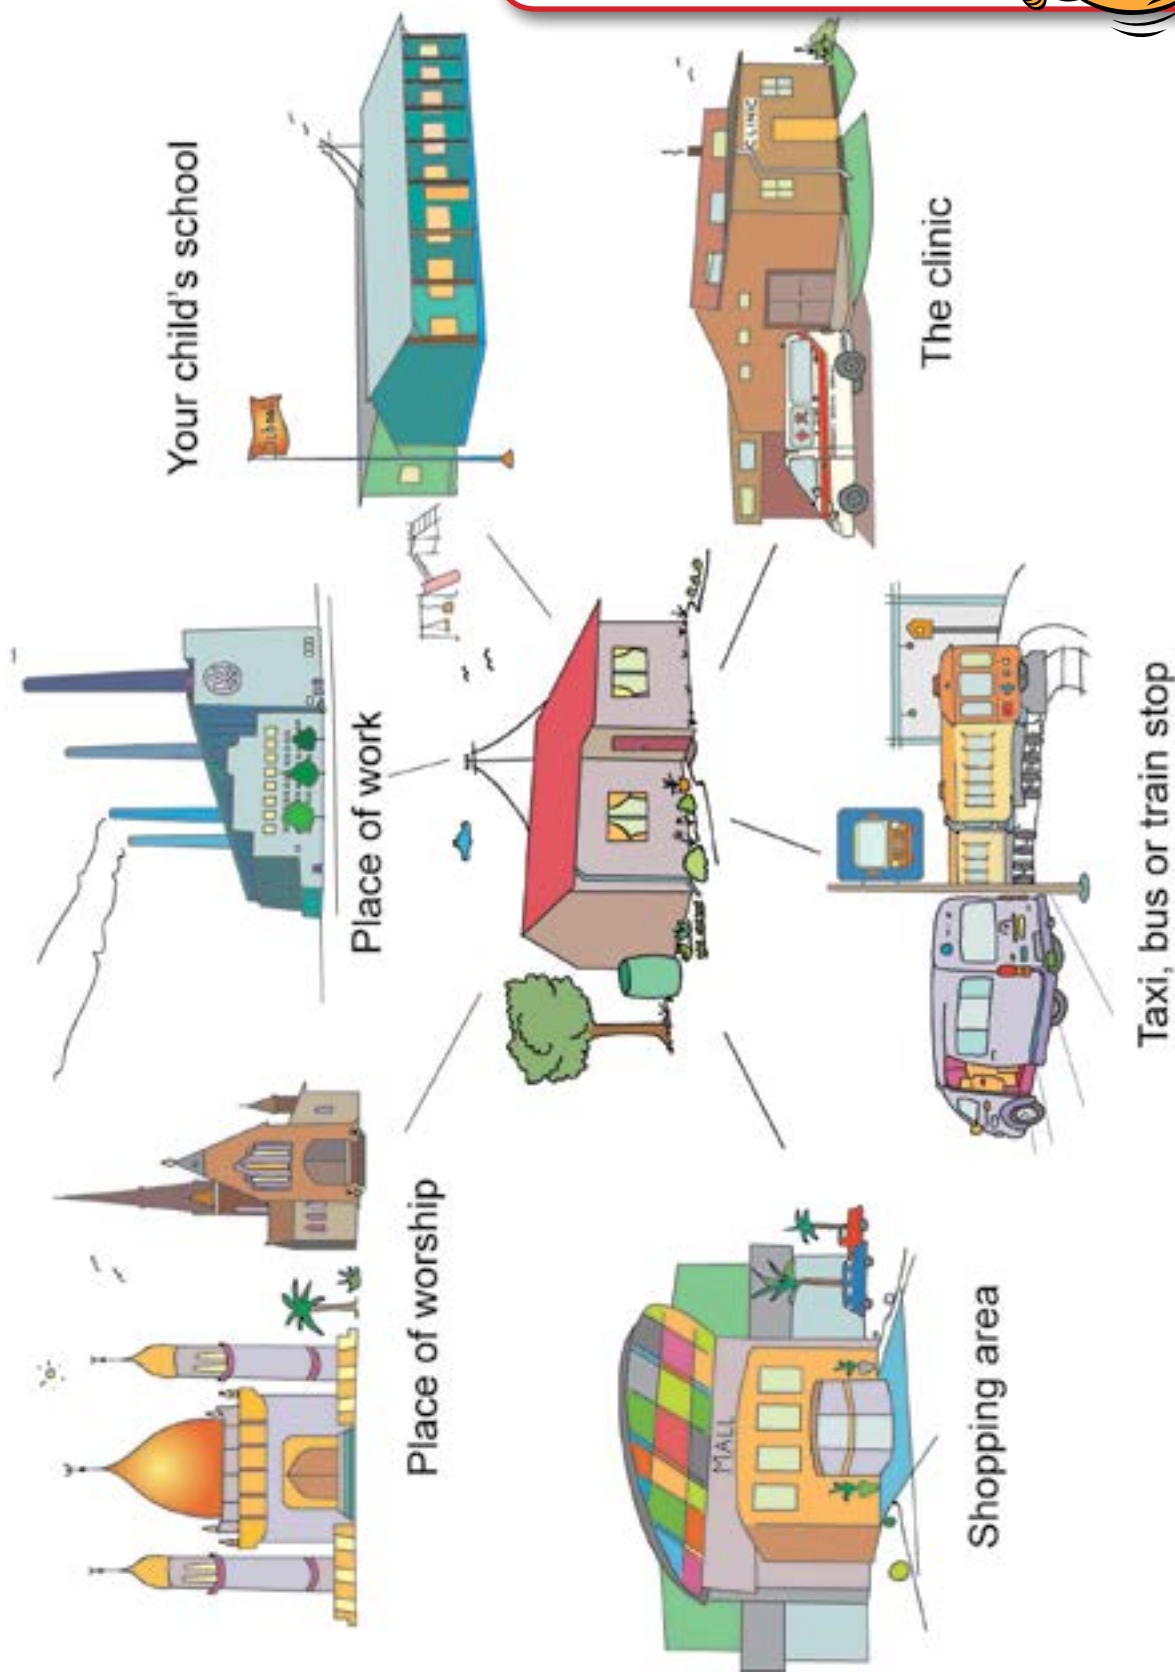 Place of worship
Place of work
Your child's school
Shopping area
MALL
Taxi, bus or train stop
The clinic
CLINIC